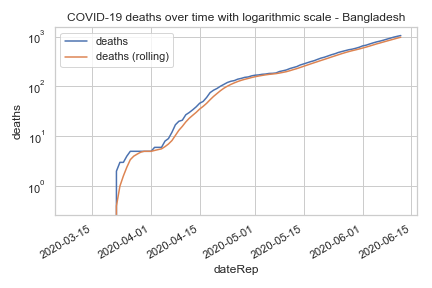 COVID-19 deaths over time with logarithmic scale - Bangladesh
deaths
deaths (rolling)
10³
10²
10¹
10⁰
deaths
2020-03-15
2020-04-01
2020-04-15
2020-05-01
2020-05-15
2020-06-01
2020-06-15
dateRep